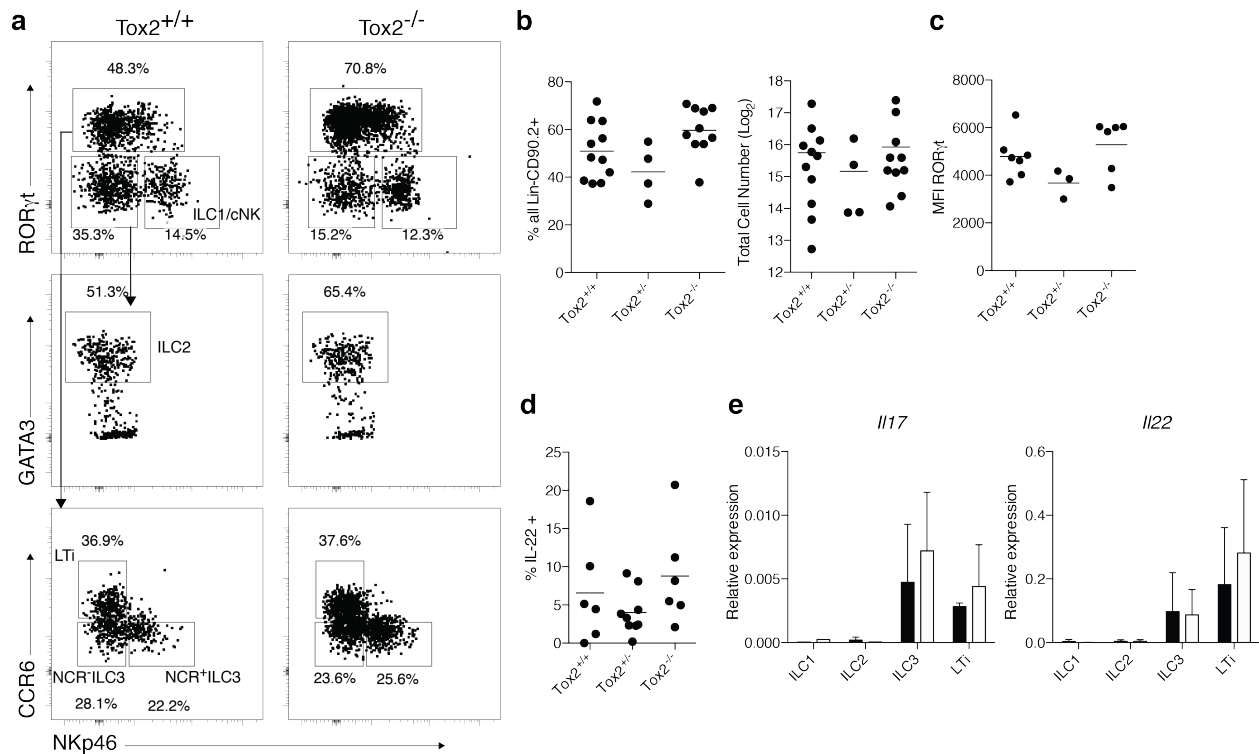 a
Tox2+/+
Tox2-/-
48.3%
70.8%
RORγt
ILC1/cNK
35.3%
14.5%
15.2%
12.3%
51.3%
65.4%
GATA3
ILC2
36.9%
37.6%
LTi
CCR6
NCR-ILC3
NCR+ILC3
28.1%
22.2%
23.6%
25.6%
NKp46
b
% all Lin-CD90.2+
80
60
40
20
0
Tox2+/+
Tox2+/-
Tox2-/-
Total Cell Number (Log2)
18
17
16
15
14
13
12
Tox2+/+
Tox2+/-
Tox2-/-
c
MFI RORγt
8000
6000
4000
2000
0
Tox2+/+
Tox2+/-
Tox2-/-
d
% IL-22 +
25
20
15
10
5
0
Tox2+/+
Tox2+/-
Tox2-/-
e
Il17
Relative expression
0.015
0.010
0.005
0.000
ILC1
ILC2
ILC3
LTi
Il22
Relative expression
0.6
0.4
0.2
0.0
ILC1
ILC2
ILC3
LTi